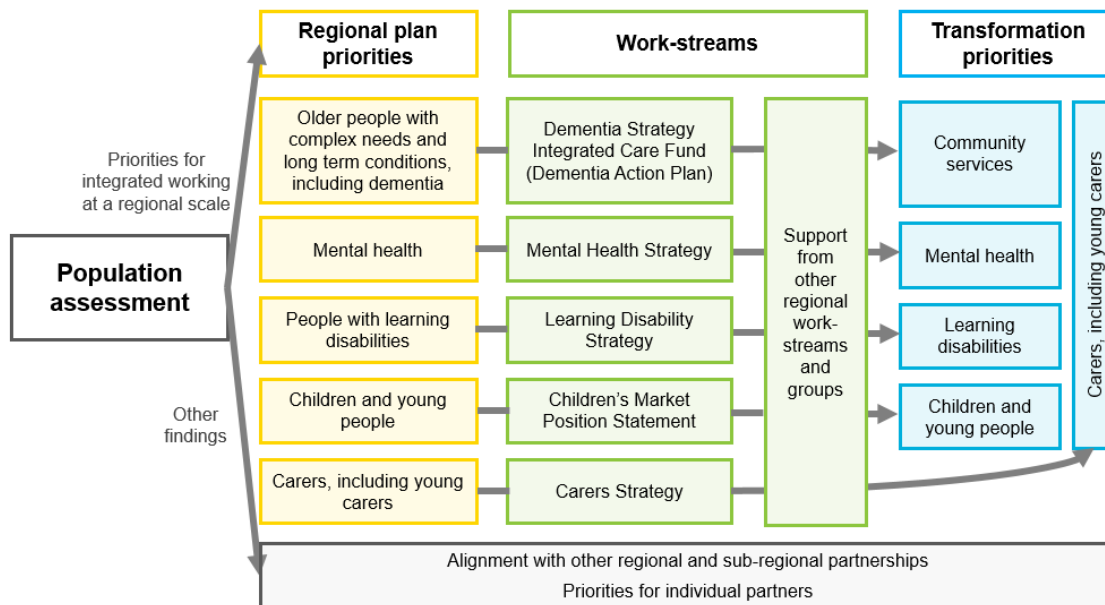 Regional plan
priorities
Work-streams
Transformation
priorities
Priorities for
integrated working
at a regional scale
Population
assessment
Other
findings
Older people with
complex needs and
long term conditions,
including dementia
Dementia Strategy
Integrated Care Fund
(Dementia Action Plan)
Community
services
Mental health
Mental Health Strategy
Mental health
People with learning
disabilities
Learning Disability
Strategy
Learning
disabilities
Children and young
people
Children’s Market
Position Statement
Children and
young people
Carers, including young
carers
Carers Strategy
Support
from
other
regional
work-
streams
and
groups
Carers, including young carers
Alignment with other regional and sub-regional partnerships
Priorities for individual partners